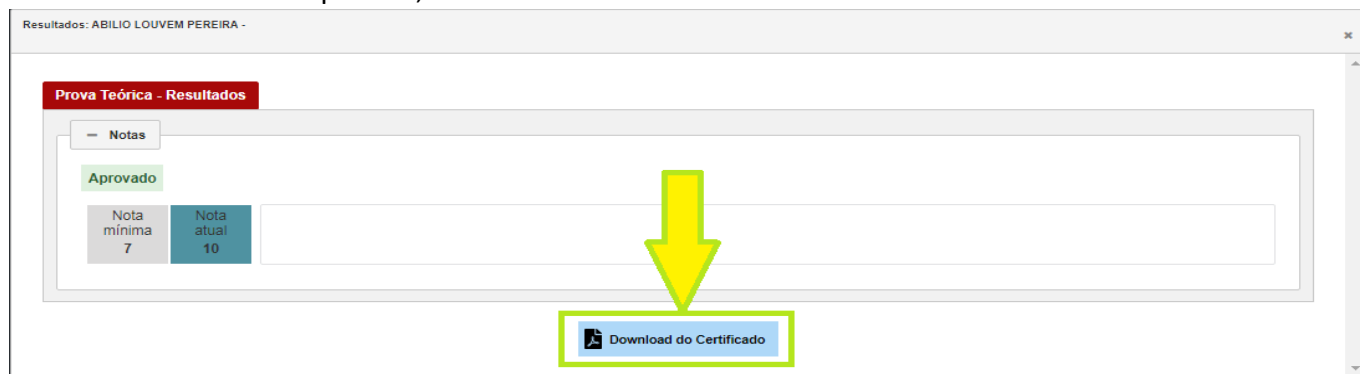 Resultados: ABILIO LOUVEM PEREIRA -
Prova Teórica - Resultados
Notas
Aprovado
Nota mínima 7
Nota atual 10
Download do Certificado